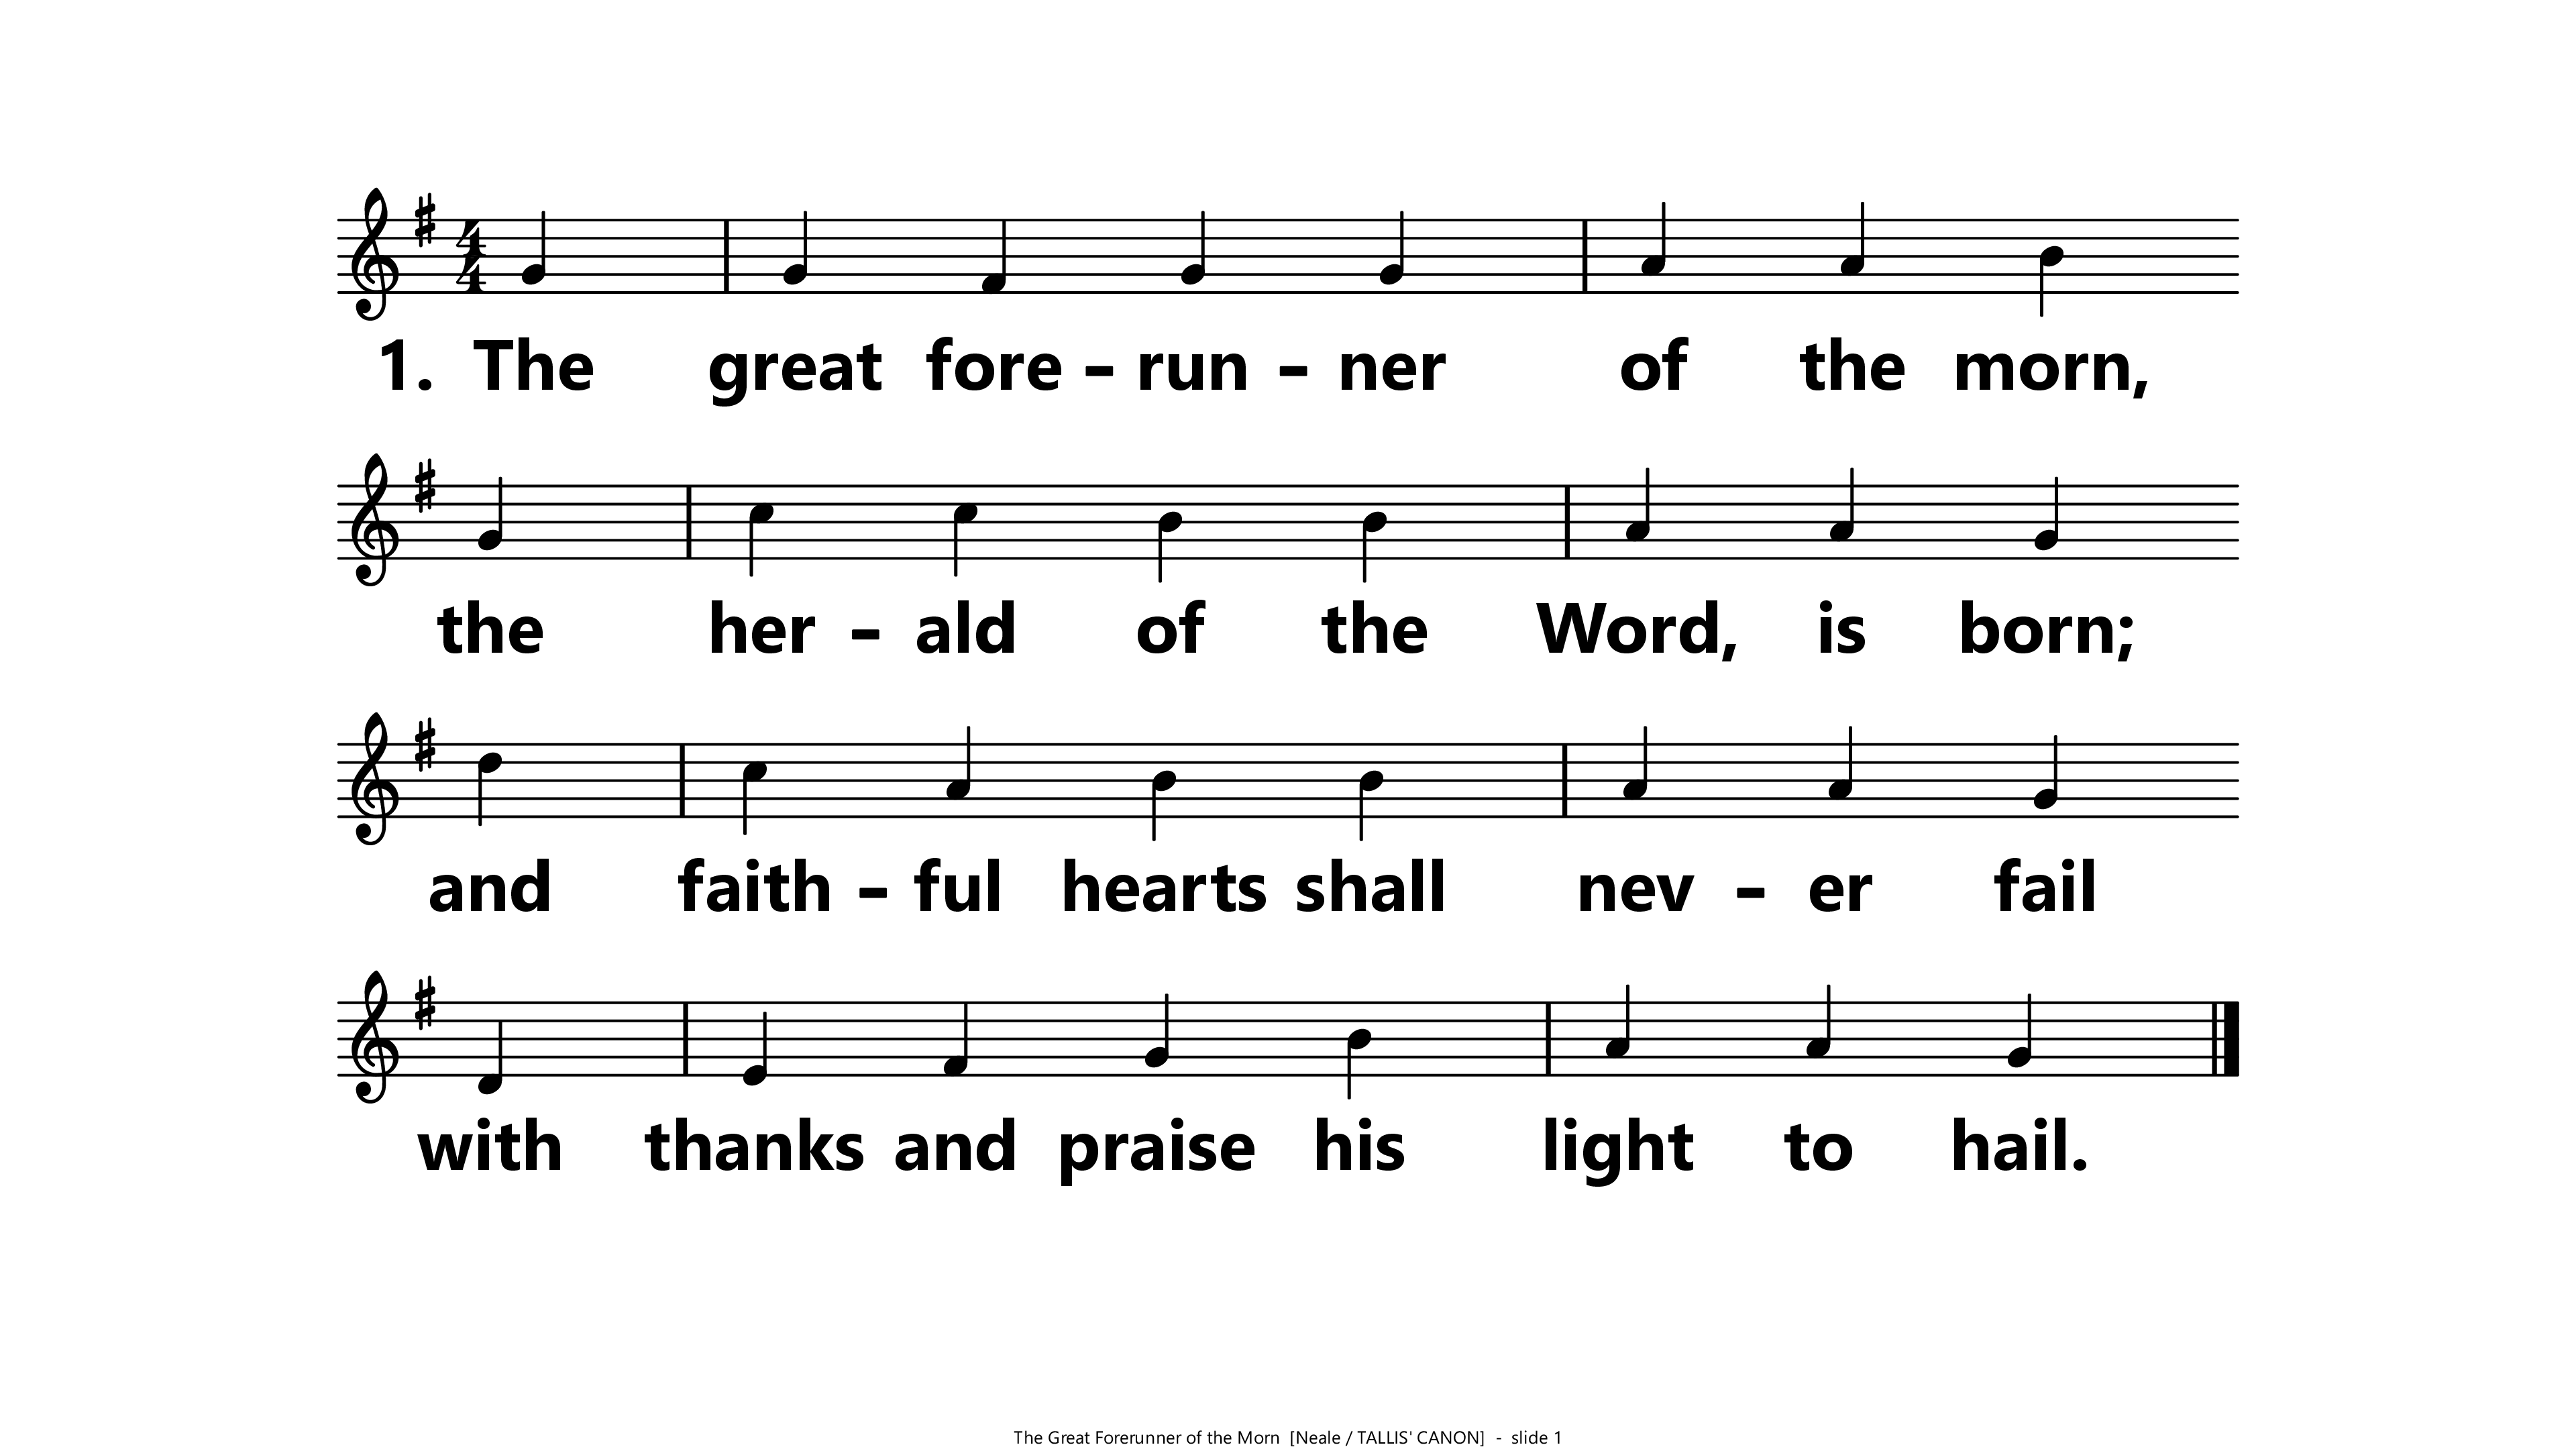 1. The great fore - run - ner of the morn,
the her - ald of the Word, is born;
and faith - ful hearts shall nev - er fail
with thanks and praise his light to hail.
The Great Forerunner of the Morn [Neale / TALLIS' CANON] - slide 1